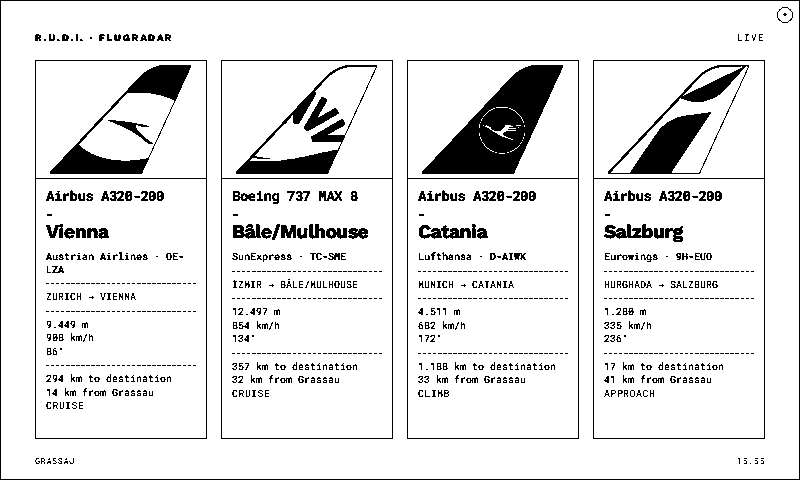 R.U.D.I. · FLUGRADAR
LIVE
Airbus A320-200
-
Vienna
Austrian Airlines · OE-
LZA
ZURICH → VIENNA
9.449 m
908 km/h
86°
294 km to destination
14 km from Grassau
CRUISE
Boeing 737 MAX 8
-
Bâle/Mulhouse
SunExpress · TC-SME
İZMIR → BÂLE/MULHOUSE
12.497 m
854 km/h
134°
357 km to destination
32 km from Grassau
CRUISE
Airbus A320-200
-
Catania
Lufthansa · D-AIWK
MUNICH → CATANIA
4.511 m
682 km/h
172°
1.188 km to destination
33 km from Grassau
CLIMB
Airbus A320-200
-
Salzburg
Eurowings · 9H-EUO
HURGHADA → SALZBURG
1.280 m
335 km/h
236°
17 km to destination
41 km from Grassau
APPROACH
GRASSAU